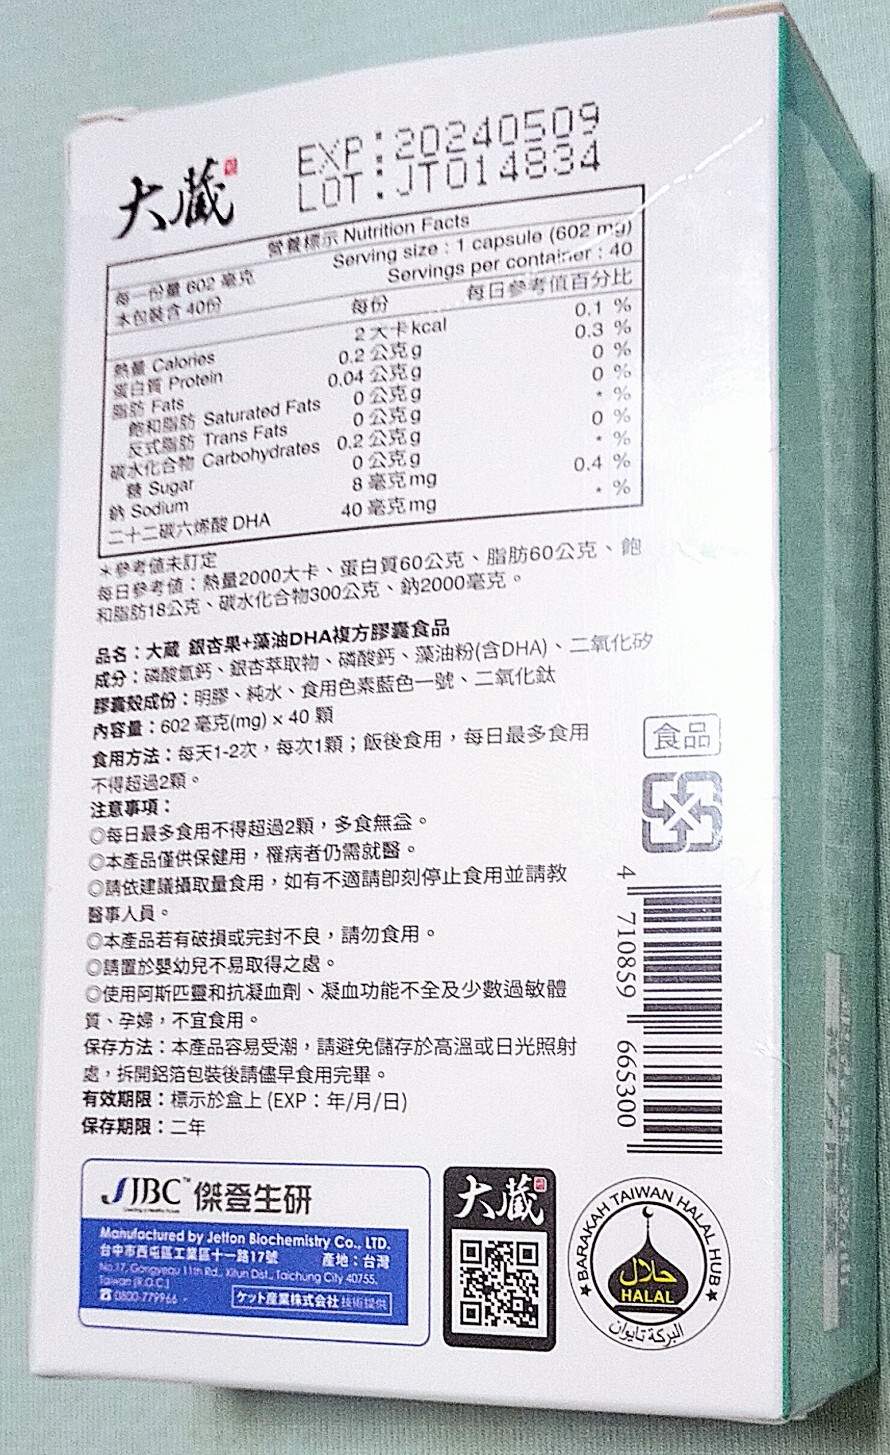 大藏
EXP:20240509
LOT:JT014834
營養標示 Nutrition Facts
每一份量 602 毫克 Serving size : 1 capsule (602 mg)
本包裝含 40份 Servings per container : 40
每份 每日參考值百分比
熱量 Calories 2 大卡 kcal 0.1 %
蛋白質 Protein 0.2 公克 g 0.3 %
脂肪 Fats 0.04 公克 g 0 %
飽和脂肪 Saturated Fats 0 公克 g 0 %
反式脂肪 Trans Fats 0 公克 g * %
碳水化合物 Carbohydrates 0.2 公克 g 0 %
糖 Sugar 0 公克 g * %
鈉 Sodium 8 毫克 mg 0.4 %
二十二碳六烯酸 DHA 40 毫克 mg * %
＊參考值未訂定
每日參考值：熱量2000大卡、蛋白質60公克、脂肪60公克、飽
和脂肪18公克、碳水化合物300公克、鈉2000毫克。
品名：大蔵 銀杏果+藻油DHA複方膠囊食品
成分：磷酸氫鈣、銀杏萃取物、磷酸鈣、藻油粉(含DHA)、二氧化矽
膠囊殼成份：明膠、純水、食用色素藍色一號、二氧化鈦
內容量：602 毫克(mg) × 40 顆
食用方法：每天1-2次，每次1顆；飯後食用，每日最多食用
不得超過2顆。
注意事項：
◎每日最多食用不得超過2顆，多食無益。
◎本產品僅供保健用，罹病者仍需就醫。
◎請依建議攝取量食用，如有不適請即刻停止食用並請教
醫事人員。
◎本產品若有破損或完封不良，請勿食用。
◎請置於嬰幼兒不易取得之處。
◎使用阿斯匹靈和抗凝血劑、凝血功能不全及少數過敏體
質、孕婦，不宜食用。
保存方法：本產品容易受潮，請避免儲存於高溫或日光照射
處，拆開鋁箔包裝後請儘早食用完畢。
有效期限：標示於盒上 (EXP：年/月/日)
保存期限：二年
食品
4 710859 665300
JJBC™ 傑登生研
Manufactured by Jetton Biochemistry Co., LTD.
台中市西屯區工業區十一路17號 產地：台灣
No.17, Gongyequ 11th Rd., Xitun Dist., Taichung City 40755,
Taiwan (R.O.C.)
☎ 0800-779966
ケット産業株式会社 技術提供
大藏
★ BARAKAH TAIWAN HALAL HUB ★
حلال
HALAL
البركة تايوان